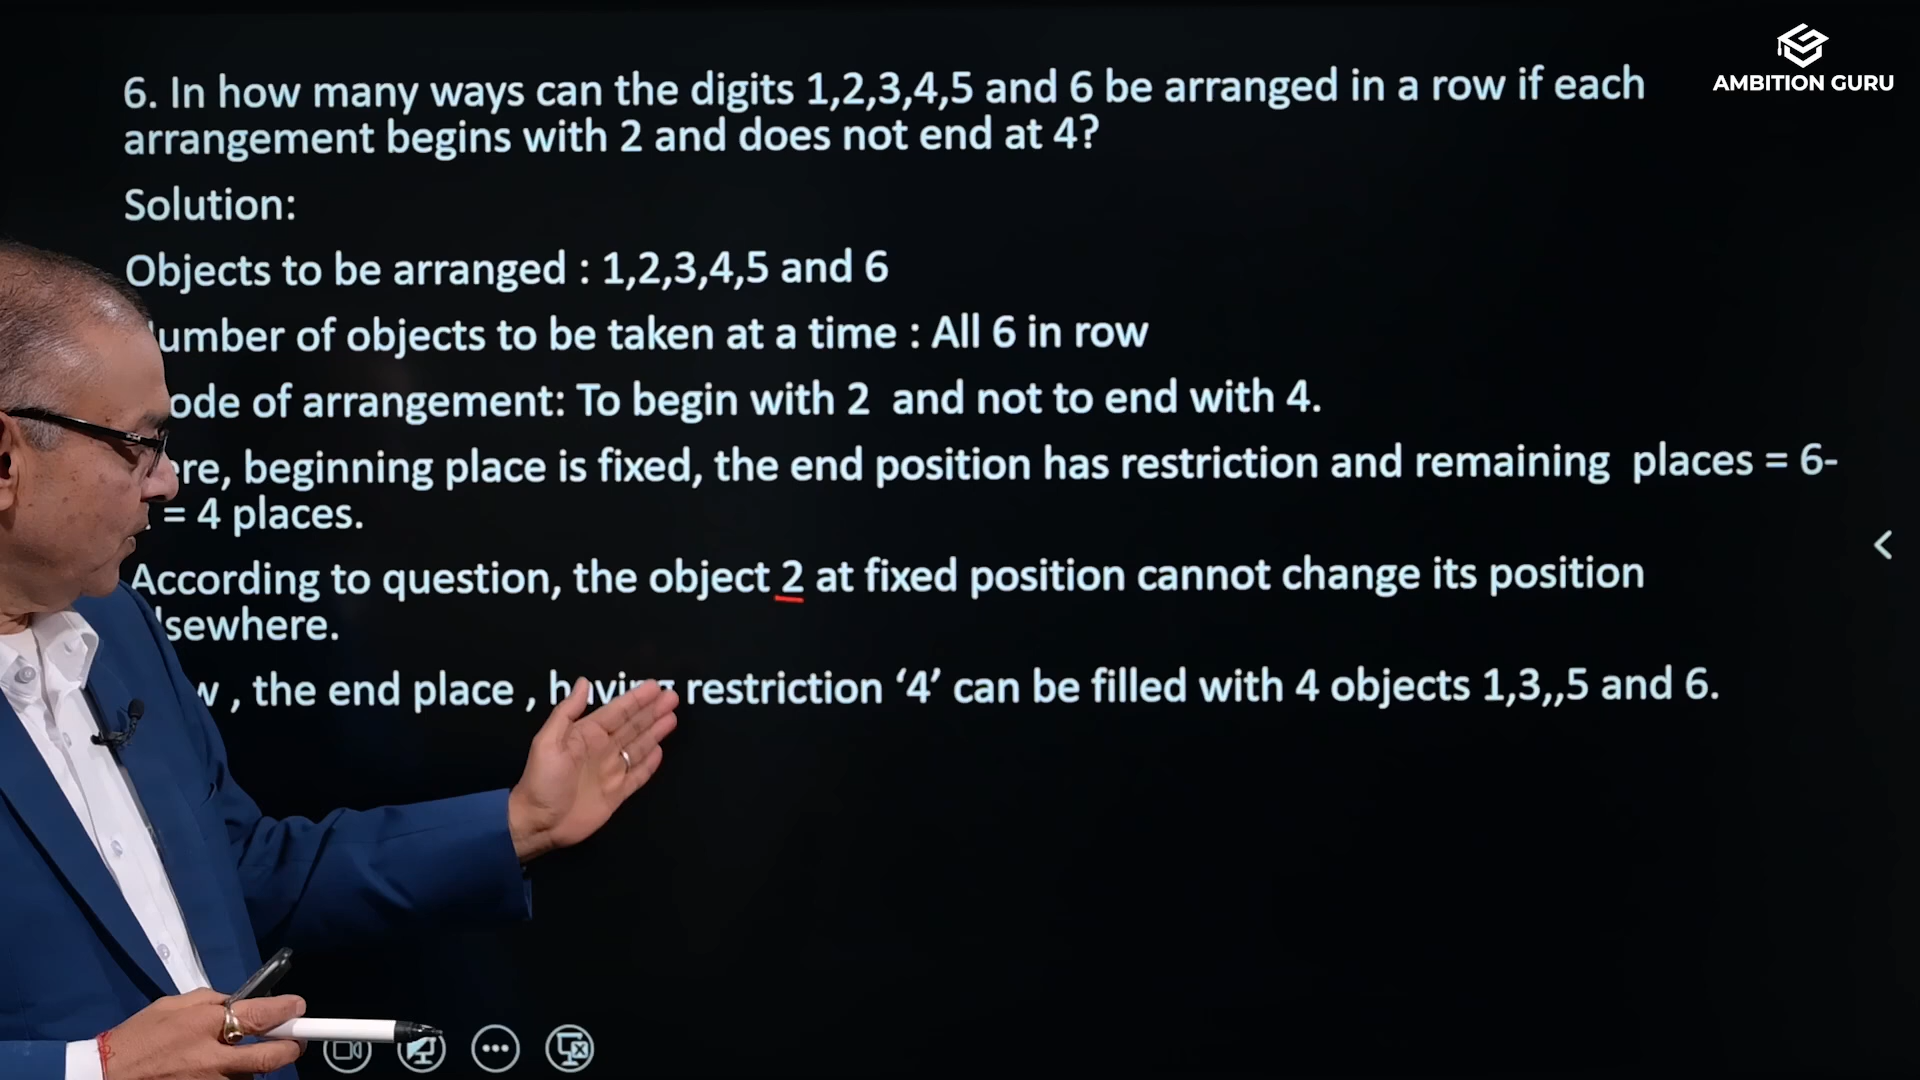 AMBITION GURU
6. In how many ways can the digits 1,2,3,4,5 and 6 be arranged in a row if each
arrangement begins with 2 and does not end at 4?
Solution:
Objects to be arranged : 1,2,3,4,5 and 6
umber of objects to be taken at a time : All 6 in row
ode of arrangement: To begin with 2 and not to end with 4.
ere, beginning place is fixed, the end position has restriction and remaining places = 6-
= 4 places.
According to question, the object 2 at fixed position cannot change its position
lsewhere.
w , the end place , having restriction ‘4’ can be filled with 4 objects 1,3,,5 and 6.